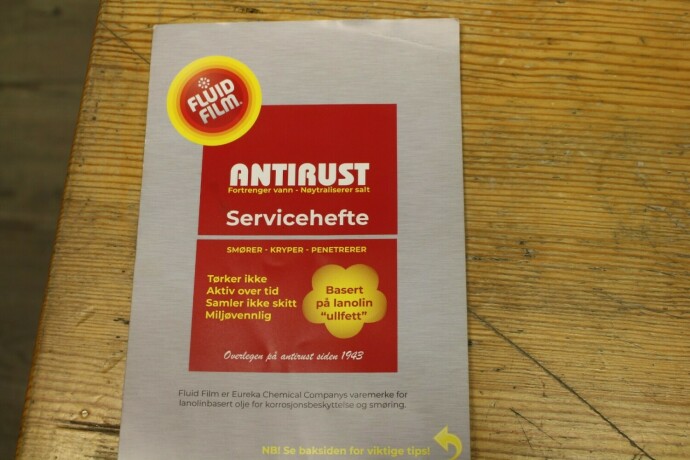 FLUID
FILM™
ANTIRUST
Fortrenger vann - Nøytraliserer salt
Servicehefte
SMØRER - KRYPER - PENETRERER
Tørker ikke
Aktiv over tid
Samler ikke skitt
Miljøvennlig
Basert
på lanolin
“ullfett”
Overlegen på antirust siden 1943
Fluid Film er Eureka Chemical Companys varemerke for
lanolinbasert olje for korrosjonsbeskyttelse og smøring.
NB! Se baksiden for viktige tips!